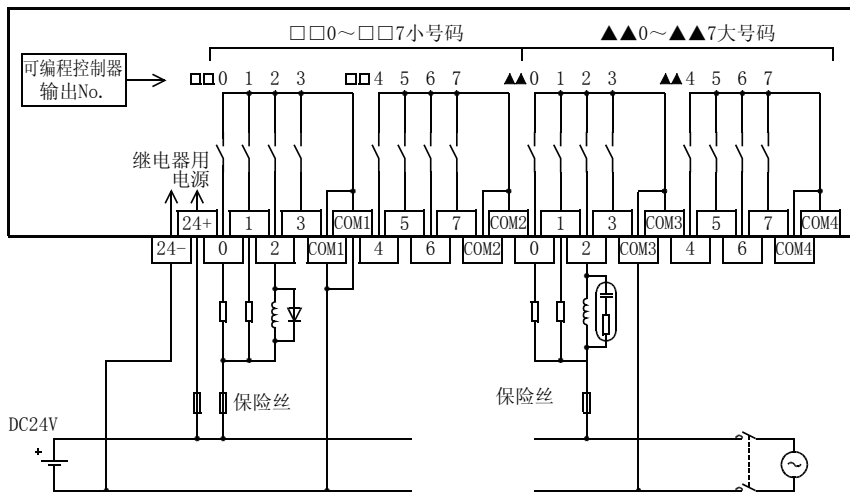 □□0～□□7小号码 ▲▲0～▲▲7大号码
可编程控制器
输出No.
□□0 1 2 3 □□4 5 6 7 ▲▲0 1 2 3 ▲▲4 5 6 7
继电器用
电源
24+ 1 3 COM1 5 7 COM2 1 3 COM3 5 7 COM4
24- 0 2 COM1 4 6 COM2 0 2 COM3 4 6 COM4
保险丝 保险丝
DC24V
+